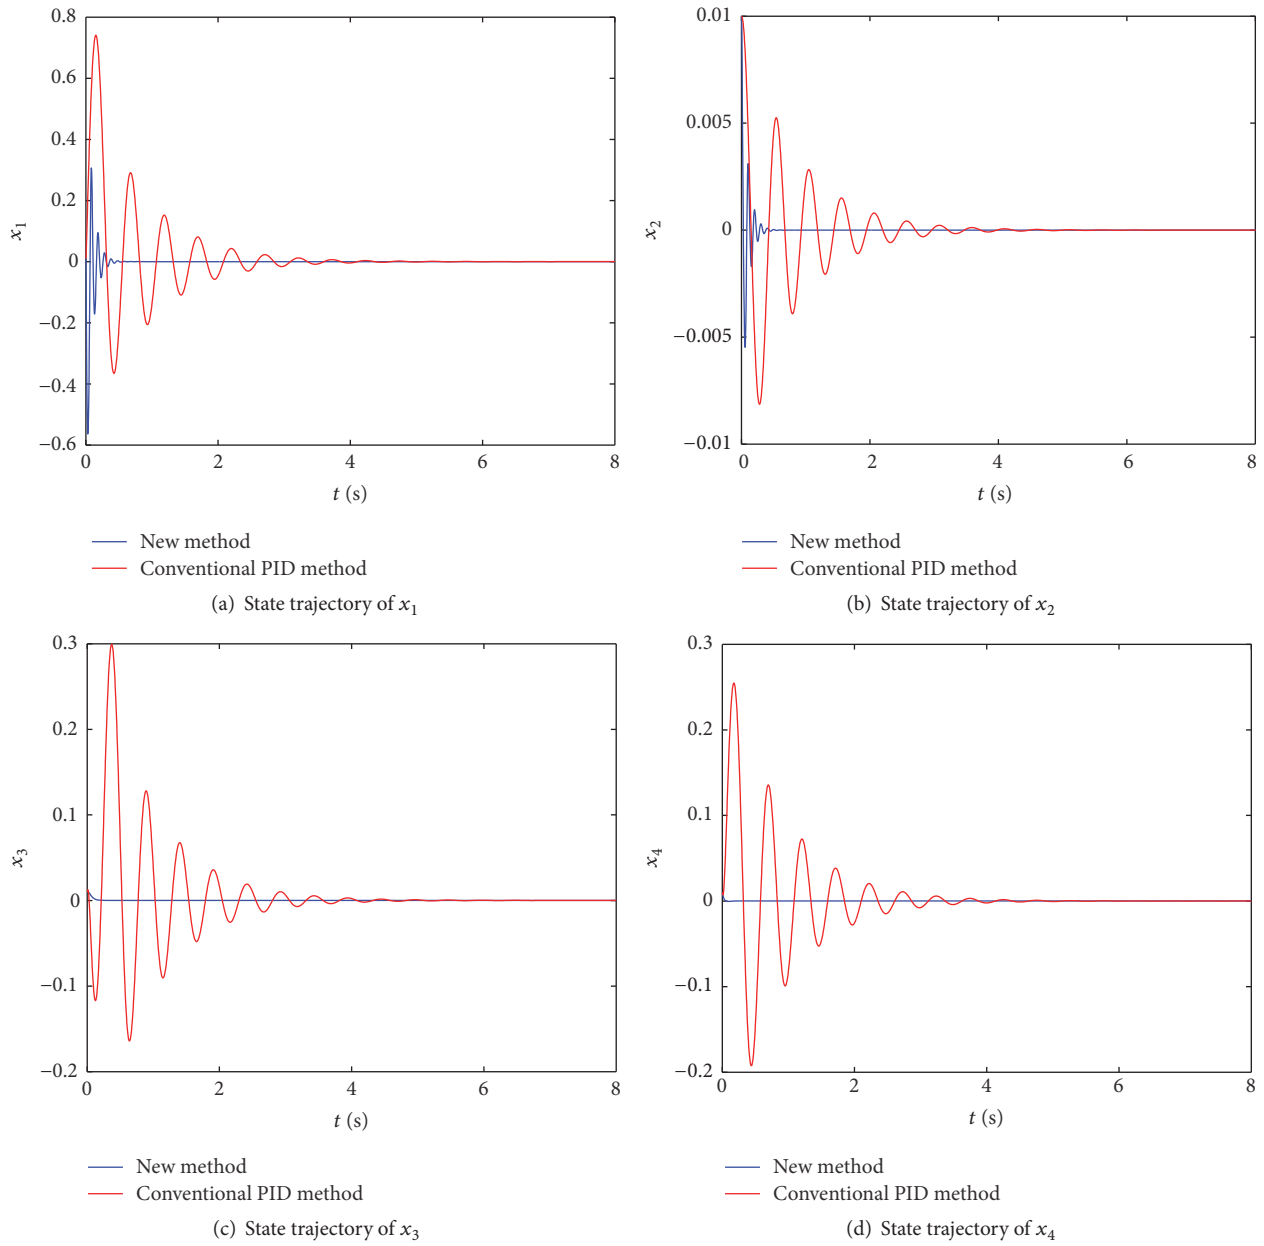 0.8
0.6
0.4
0.2
0
−0.2
−0.4
−0.6
x1
0 2 4 6 8
t (s)
New method
Conventional PID method
(a) State trajectory of x1
0.01
0.005
0
−0.005
−0.01
x2
0 2 4 6 8
t (s)
New method
Conventional PID method
(b) State trajectory of x2
0.3
0.2
0.1
0
−0.1
−0.2
x3
0 2 4 6 8
t (s)
New method
Conventional PID method
(c) State trajectory of x3
0.3
0.2
0.1
0
−0.1
−0.2
x4
0 2 4 6 8
t (s)
New method
Conventional PID method
(d) State trajectory of x4